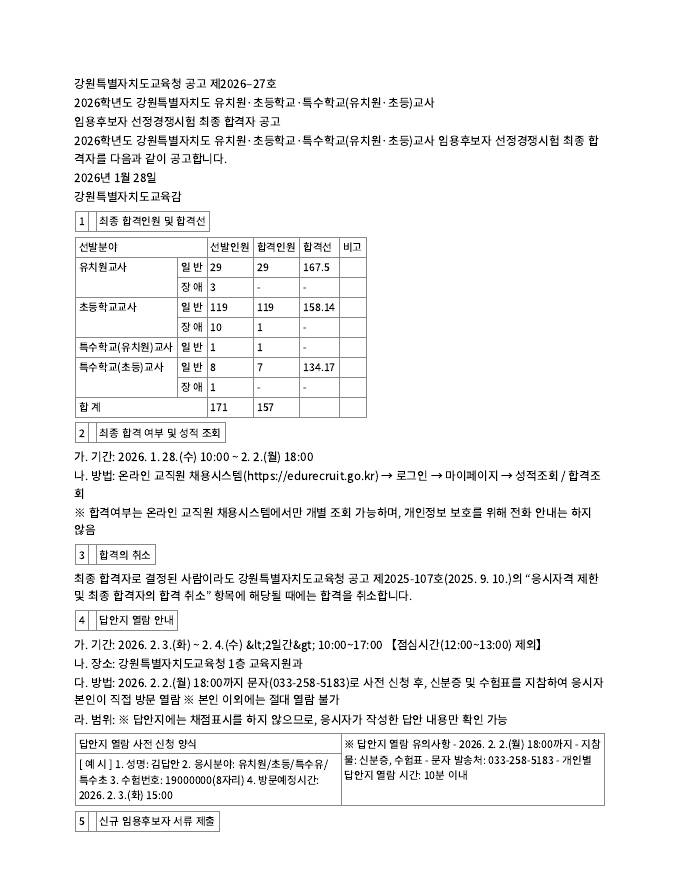 강원특별자치도교육청 공고 제2026–27호
2026학년도 강원특별자치도 유치원·초등학교·특수학교(유치원·초등)교사
임용후보자 선정경쟁시험 최종 합격자 공고
2026학년도 강원특별자치도 유치원·초등학교·특수학교(유치원·초등)교사 임용후보자 선정경쟁시험 최종 합
격자를 다음과 같이 공고합니다.
2026년 1월 28일
강원특별자치도교육감
1 최종 합격인원 및 합격선
선발분야 선발인원 합격인원 합격선 비고
유치원교사 일 반 29 29 167.5
장 애 3 - -
초등학교교사 일 반 119 119 158.14
장 애 10 1 -
특수학교(유치원)교사 일 반 1 1 -
특수학교(초등)교사 일 반 8 7 134.17
장 애 1 - -
합 계 171 157
2 최종 합격 여부 및 성적 조회
가. 기간: 2026. 1. 28.(수) 10:00 ~ 2. 2.(월) 18:00
나. 방법: 온라인 교직원 채용시스템(https://edurecruit.go.kr) → 로그인 → 마이페이지 → 성적조회 / 합격조
회
※ 합격여부는 온라인 교직원 채용시스템에서만 개별 조회 가능하며, 개인정보 보호를 위해 전화 안내는 하지
않음
3 합격의 취소
최종 합격자로 결정된 사람이라도 강원특별자치도교육청 공고 제2025-107호(2025. 9. 10.)의 “응시자격 제한
및 최종 합격자의 합격 취소” 항목에 해당될 때에는 합격을 취소합니다.
4 답안지 열람 안내
가. 기간: 2026. 2. 3.(화) ~ 2. 4.(수) &lt;2일간&gt; 10:00~17:00 【점심시간(12:00~13:00) 제외】
나. 장소: 강원특별자치도교육청 1층 교육지원과
다. 방법: 2026. 2. 2.(월) 18:00까지 문자(033-258-5183)로 사전 신청 후, 신분증 및 수험표를 지참하여 응시자
본인이 직접 방문 열람 ※ 본인 이외에는 절대 열람 불가
라. 범위: ※ 답안지에는 채점표시를 하지 않으므로, 응시자가 작성한 답안 내용만 확인 가능
답안지 열람 사전 신청 양식
[ 예 시 ] 1. 성명: 김답안 2. 응시분야: 유치원/초등/특수유/
특수초 3. 수험번호: 19000000(8자리) 4. 방문예정시간:
2026. 2. 3.(화) 15:00
※ 답안지 열람 유의사항 - 2026. 2. 2.(월) 18:00까지 - 지참
물: 신분증, 수험표 - 문자 발송처: 033-258-5183 - 개인별
답안지 열람 시간: 10분 이내
5 신규 임용후보자 서류 제출